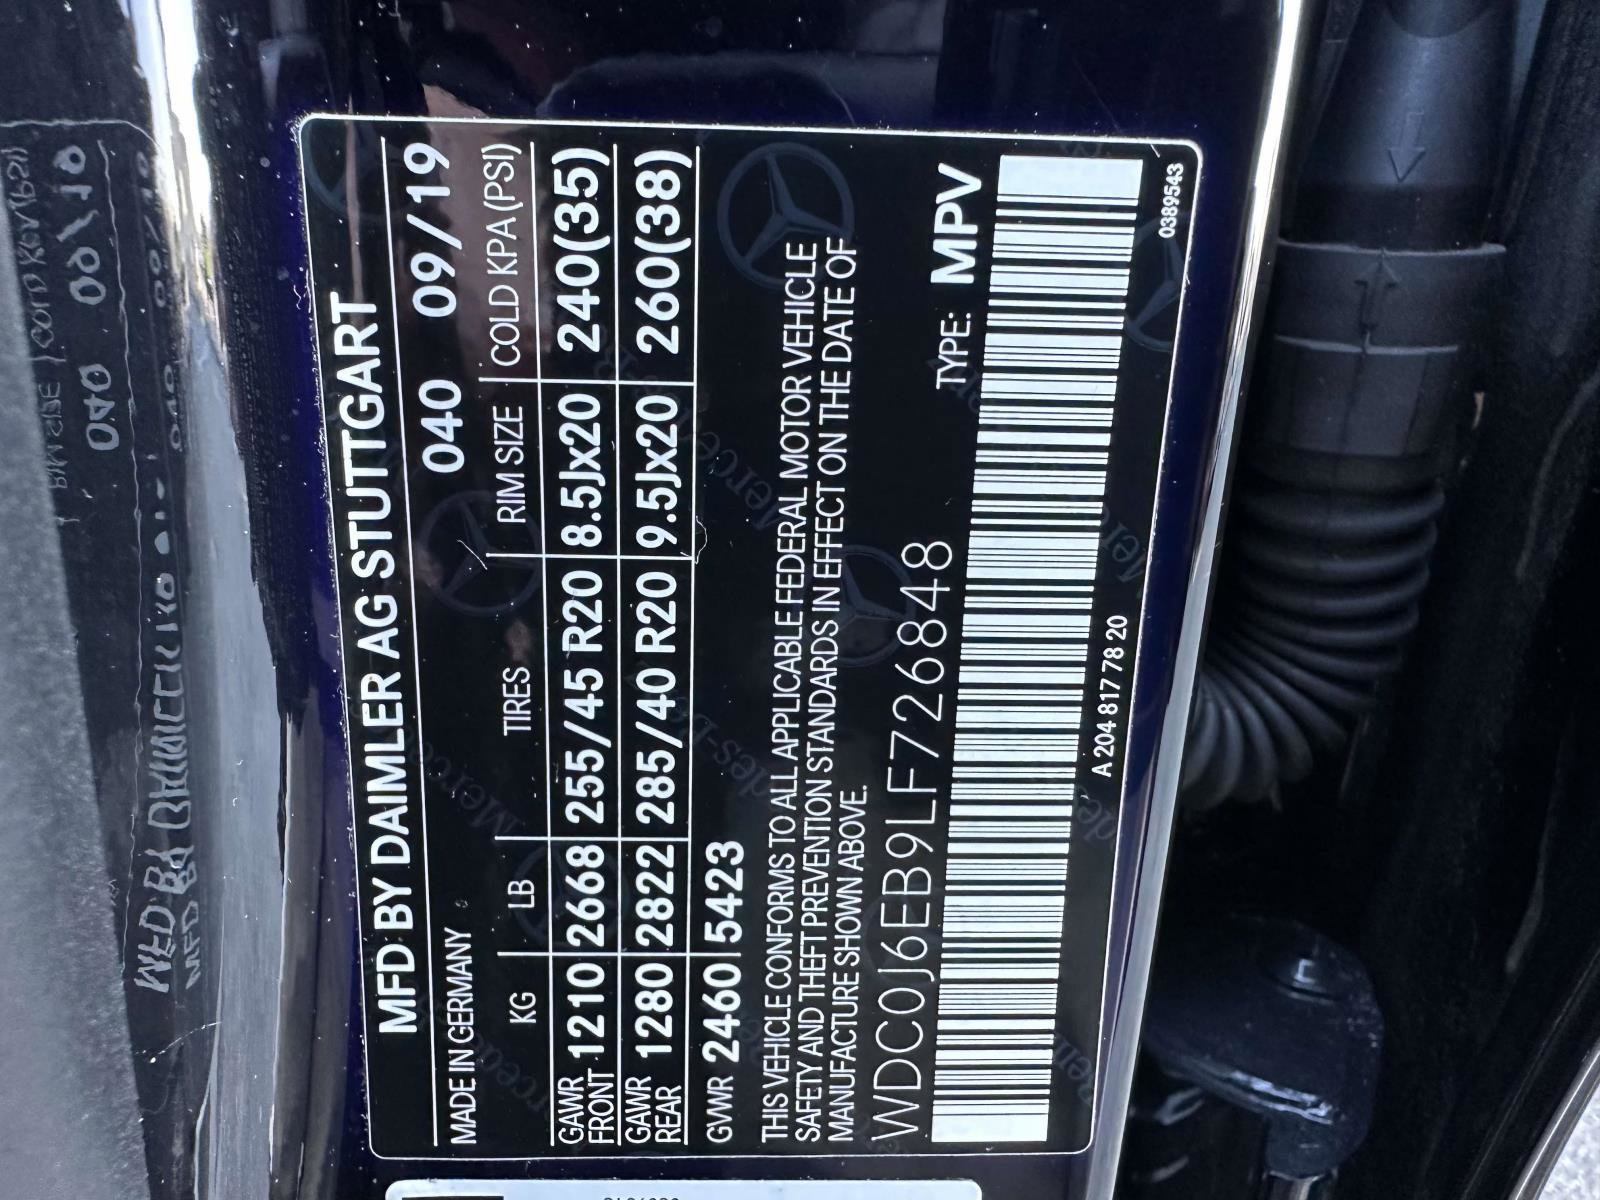 MFD BY DAIMLER AG STUTTGART
MADE IN GERMANY 040 09/19
KG LB TIRES RIM SIZE COLD KPA(PSI)
GAWR FRONT 1210 2668 255/45 R20 8.5Jx20 240(35)
GAWR REAR 1280 2822 285/40 R20 9.5Jx20 260(38)
GVWR 2460 5423
THIS VEHICLE CONFORMS TO ALL APPLICABLE FEDERAL MOTOR VEHICLE
SAFETY AND THEFT PREVENTION STANDARDS IN EFFECT ON THE DATE OF
MANUFACTURE SHOWN ABOVE.
WDC0J6EB9LF726848 TYPE: MPV
A 204 817 78 20
0389543